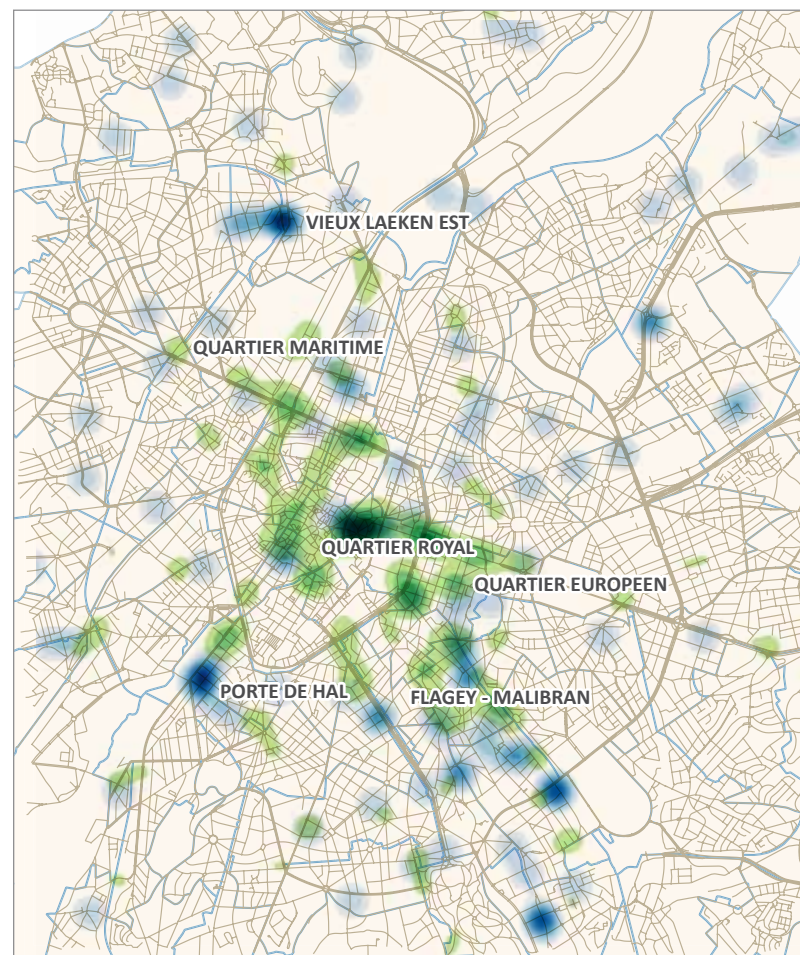 VIEUX LAEKEN EST
QUARTIER MARITIME
QUARTIER ROYAL
QUARTIER EUROPEEN
PORTE DE HAL
FLAGEY - MALIBRAN